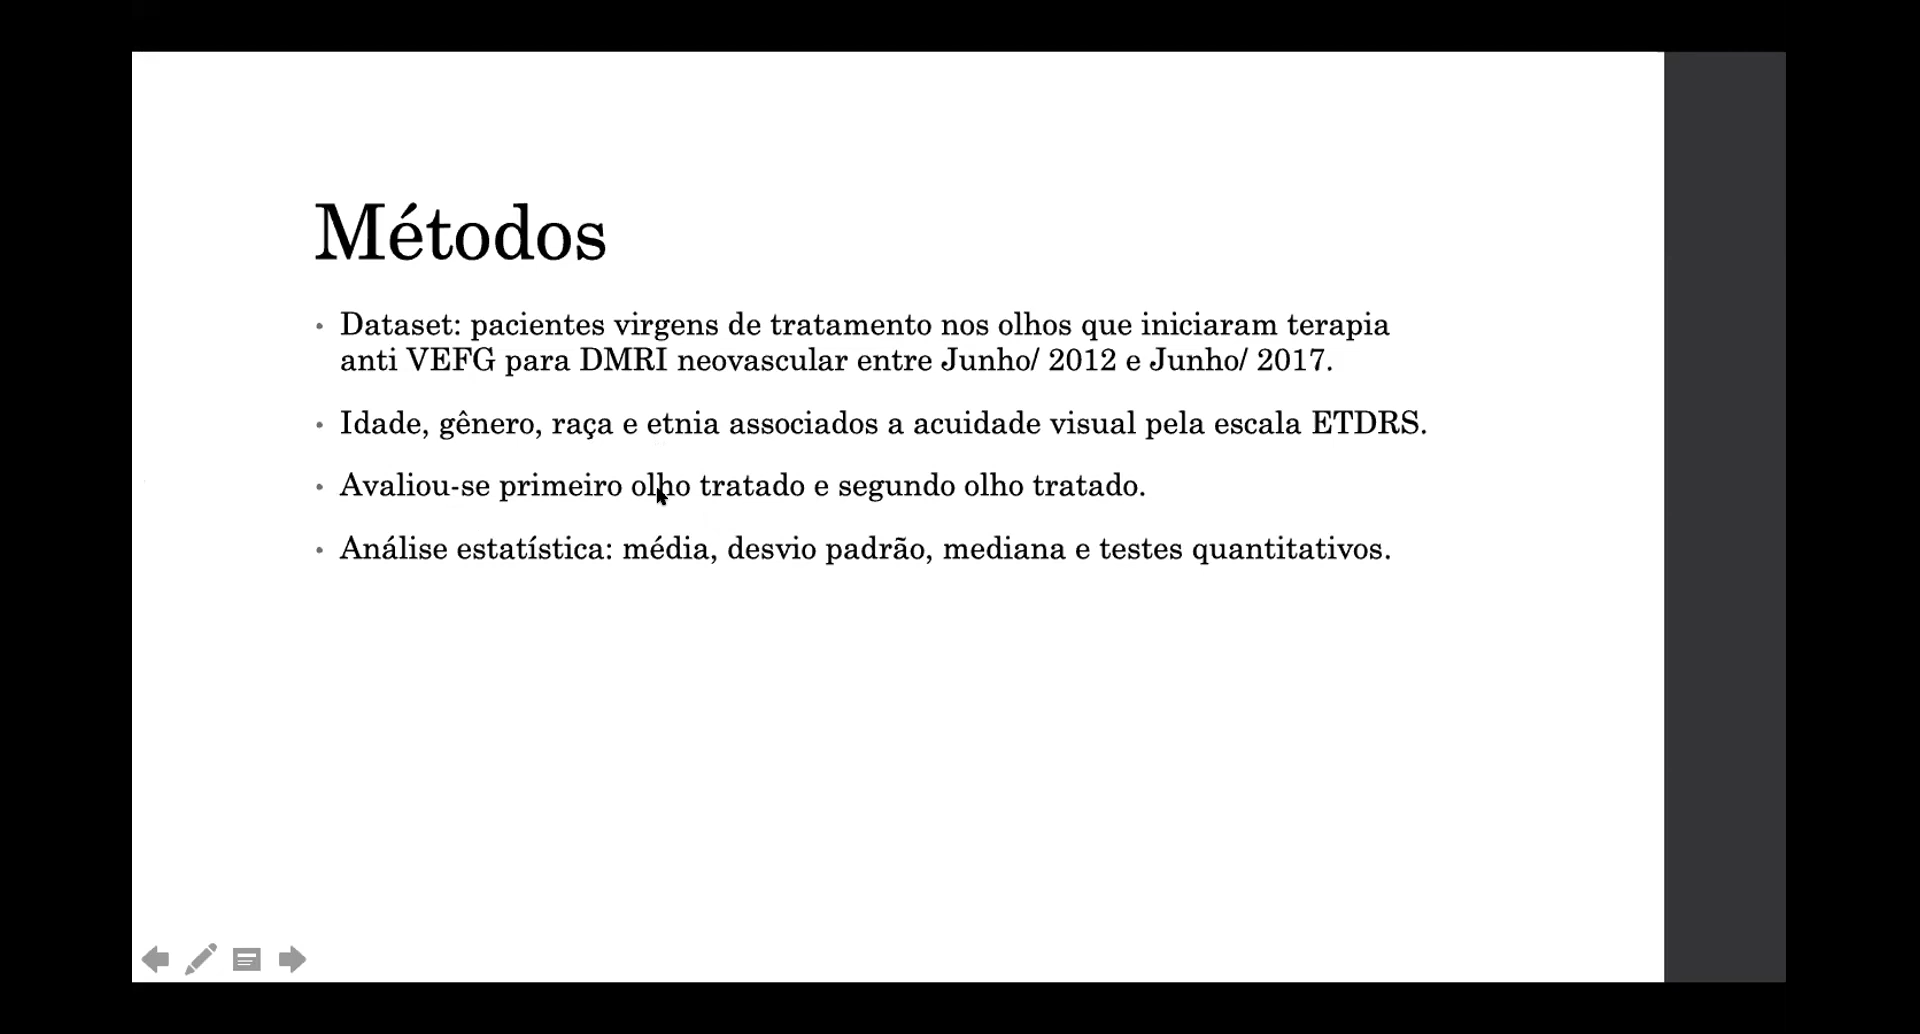 Métodos
• Dataset: pacientes virgens de tratamento nos olhos que iniciaram terapia
anti VEFG para DMRI neovascular entre Junho/ 2012 e Junho/ 2017.
• Idade, gênero, raça e etnia associados a acuidade visual pela escala ETDRS.
• Avaliou-se primeiro olho tratado e segundo olho tratado.
• Análise estatística: média, desvio padrão, mediana e testes quantitativos.